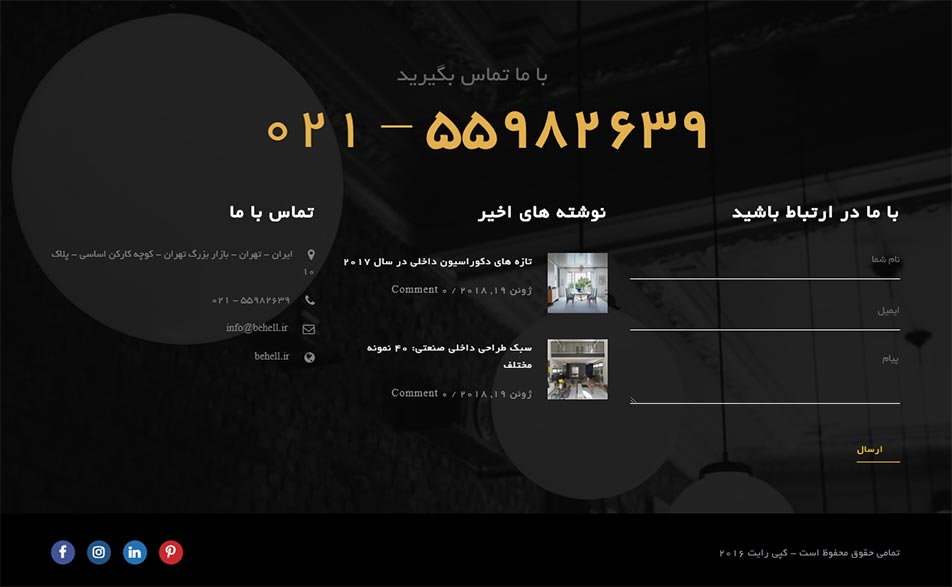 با ما تماس بگیرید
۰۲۱ – ۵۵۹۸۲۶۳۹
با ما در ارتباط باشید
نام شما
ایمیل
پیام
ارسال
نوشته های اخیر
تازه های دکوراسیون داخلی در سال ۲۰۱۷
ژوئن ۱۹, ۲۰۱۸ / ۰ Comment
سبک طراحی داخلی صنعتی: ۴۰ نمونه
مختلف
ژوئن ۱۹, ۲۰۱۸ / ۰ Comment
تماس با ما
ایران – تهران – بازار بزرگ تهران – کوچه کارکن اساسی – پلاک
۱۰
۰۲۱ – ۵۵۹۸۲۶۳۹
info@behell.ir
behell.ir
تمامی حقوق محفوظ است – کپی رایت ۲۰۱۶